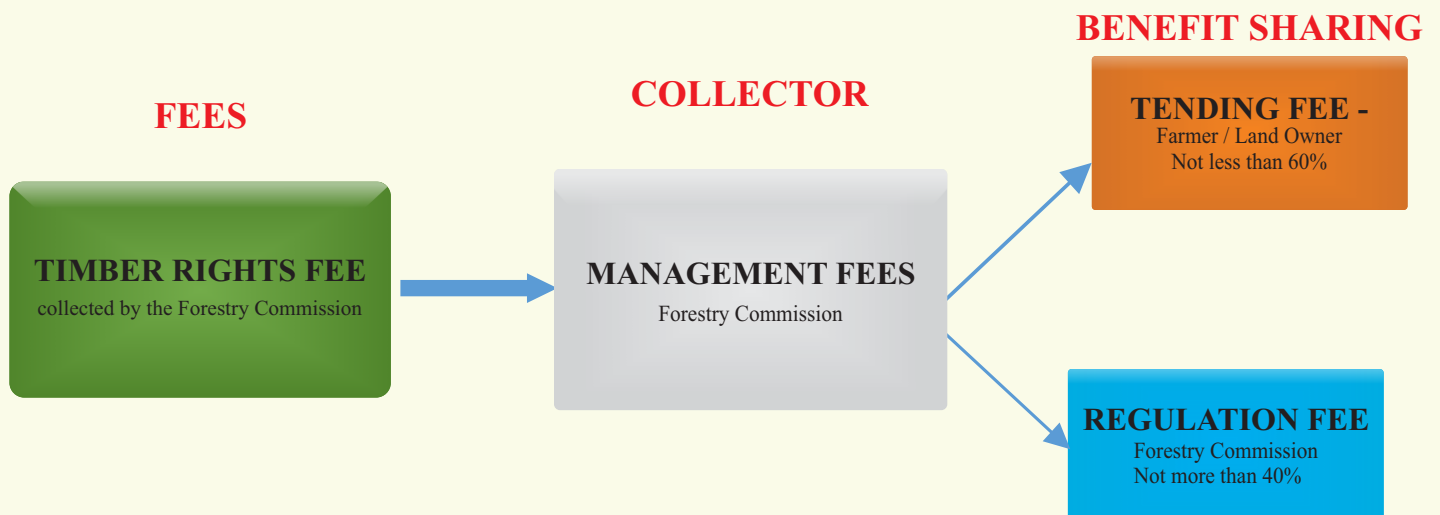 FEES
TIMBER RIGHTS FEE
collected by the Forestry Commission
COLLECTOR
MANAGEMENT FEES
Forestry Commission
BENEFIT SHARING
TENDING FEE -
Farmer / Land Owner
Not less than 60%
REGULATION FEE
Forestry Commission
Not more than 40%